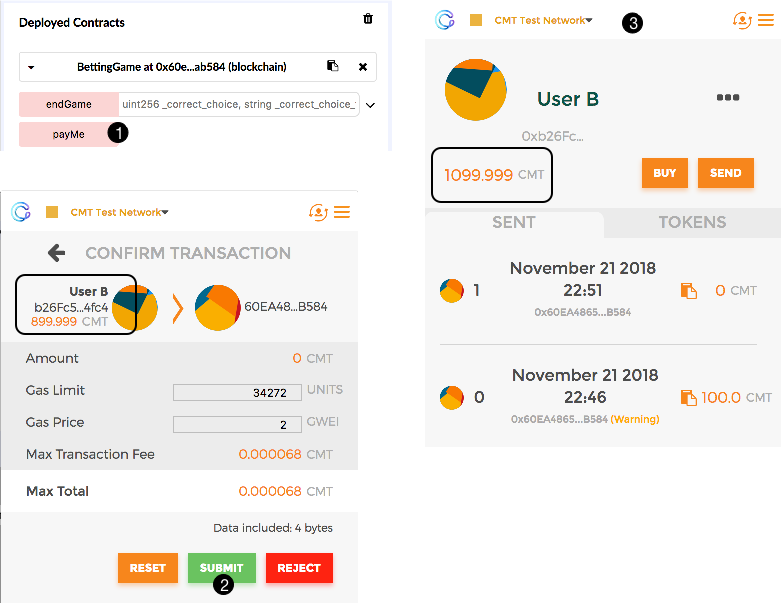 Deployed Contracts
BettingGame at 0x60e...ab584 (blockchain)
endGame uint256 _correct_choice, string _correct_choice_
payMe 1
CMT Test Network
CONFIRM TRANSACTION
User B
b26Fc5...4fc4
899.999 CMT
60EA48...B584
Amount 0 CMT
Gas Limit 34272 UNITS
Gas Price 2 GWEI
Max Transaction Fee 0.000068 CMT
Max Total 0.000068 CMT
Data included: 4 bytes
RESET SUBMIT REJECT
2
CMT Test Network 3
User B
0xb26Fc...
1099.999 CMT BUY SEND
SENT TOKENS
November 21 2018
1 22:51 0 CMT
0x60EA4865...B584
November 21 2018
0 22:46 100.0 CMT
0x60EA4865...B584 (Warning)